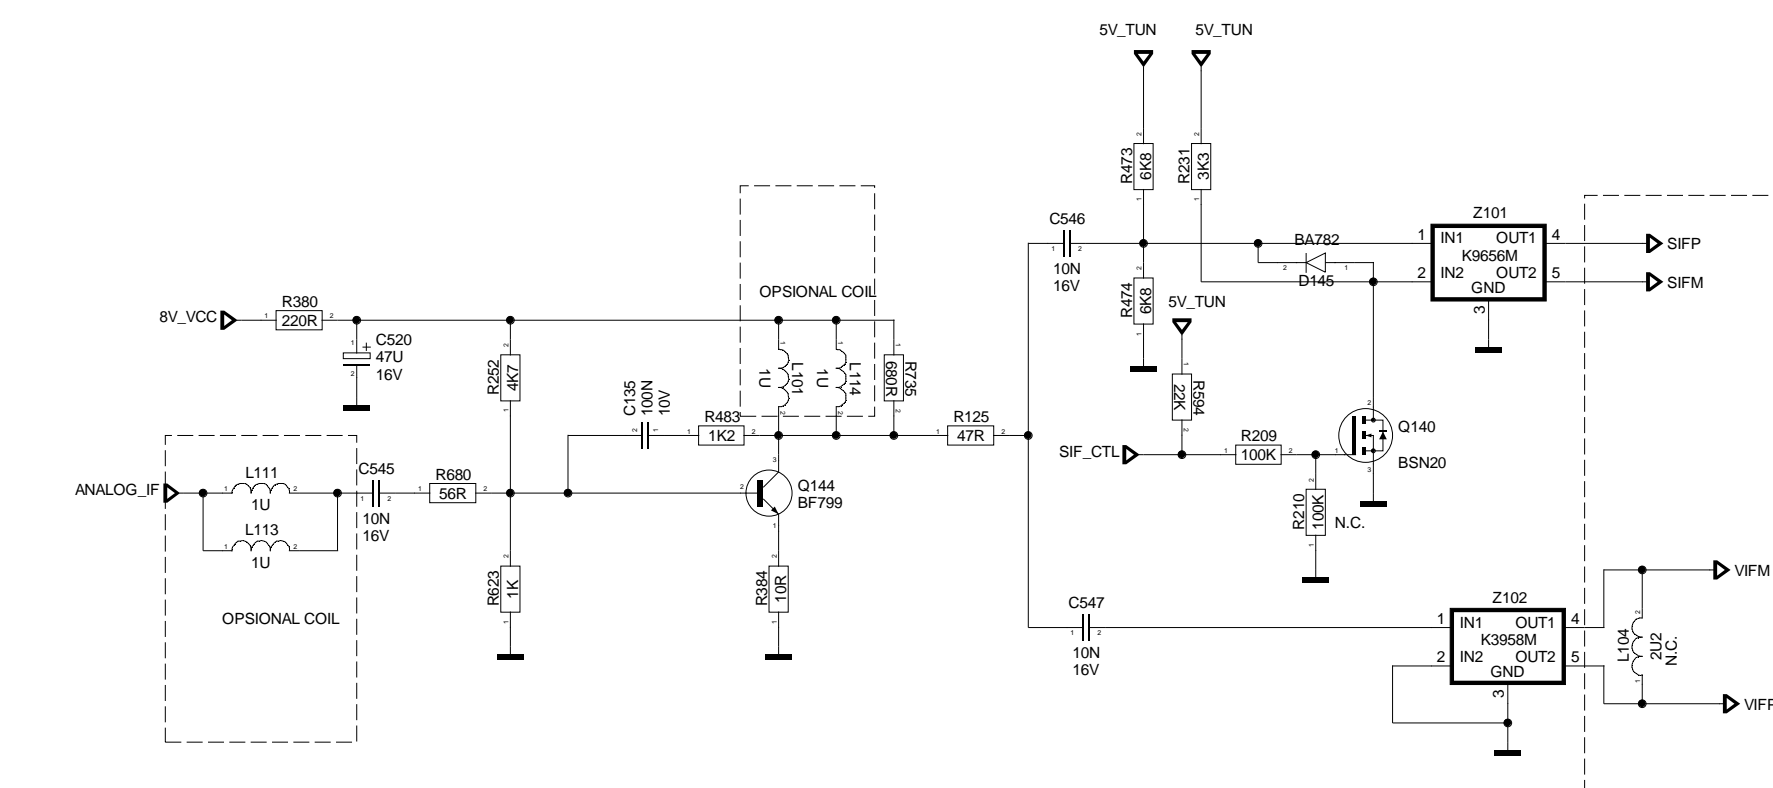 5V_TUN
5V_TUN
R473
6K8
R231
3K3
C546
10N
16V
R474
6K8
BA782
D145
Z101
IN1
OUT1
K9656M
IN2
OUT2
GND
1
2
3
4
5
SIFP
SIFM
OPSIONAL COIL
8V_VCC
R380
220R
C520
47U
16V
R252
4K7
C135
100N
10V
R483
1K2
L101
1U
L114
1U
R735
680R
R125
47R
5V_TUN
R594
22K
SIF_CTL
R209
100K
Q140
BSN20
R210
100K
N.C.
ANALOG_IF
L111
1U
L113
1U
C545
10N
16V
R680
56R
Q144
BF799
R623
1K
R384
10R
OPSIONAL COIL
C547
10N
16V
Z102
IN1
OUT1
K3958M
IN2
OUT2
GND
1
2
3
4
5
L104
2U2
N.C.
VIFM
VIFP